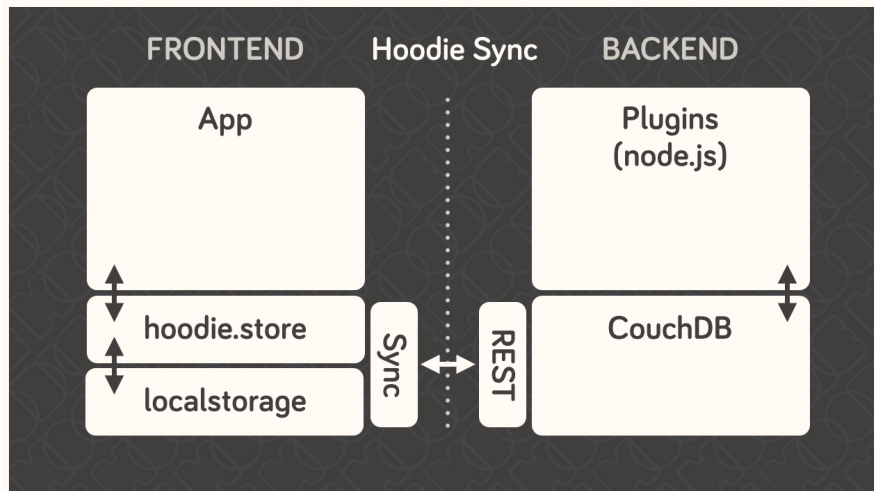 FRONTEND
Hoodie Sync
BACKEND
App
Plugins
(node.js)
hoodie.store
localstorage
Sync
REST
CouchDB